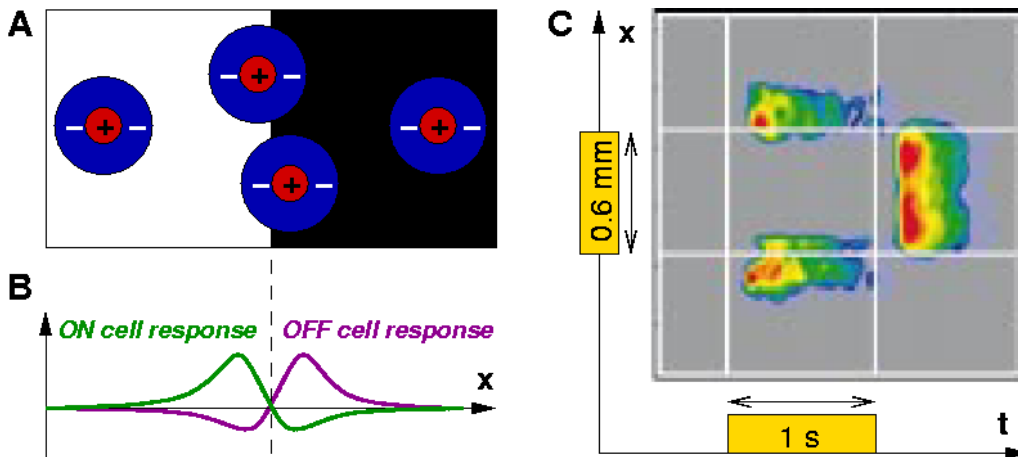 A
− + −
− + −
− + −
− + −
B
ON cell response OFF cell response
x
C
x
0.6 mm
1 s
t